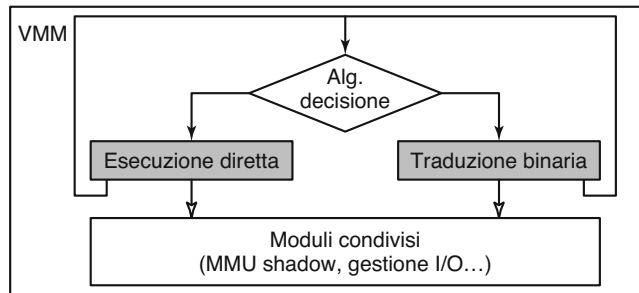 VMM
Alg.
decisione
Esecuzione diretta
Traduzione binaria
Moduli condivisi
(MMU shadow, gestione I/O…)